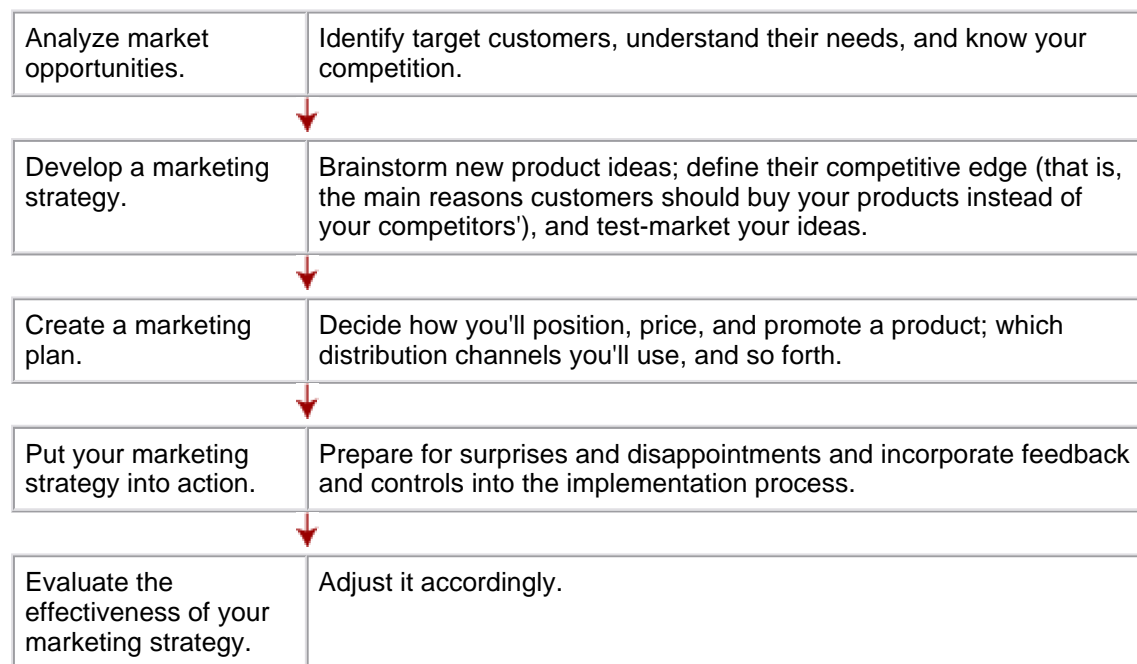 Analyze market
opportunities.
Identify target customers, understand their needs, and know your
competition.
Develop a marketing
strategy.
Brainstorm new product ideas; define their competitive edge (that is,
the main reasons customers should buy your products instead of
your competitors'), and test-market your ideas.
Create a marketing
plan.
Decide how you'll position, price, and promote a product; which
distribution channels you'll use, and so forth.
Put your marketing
strategy into action.
Prepare for surprises and disappointments and incorporate feedback
and controls into the implementation process.
Evaluate the
effectiveness of your
marketing strategy.
Adjust it accordingly.